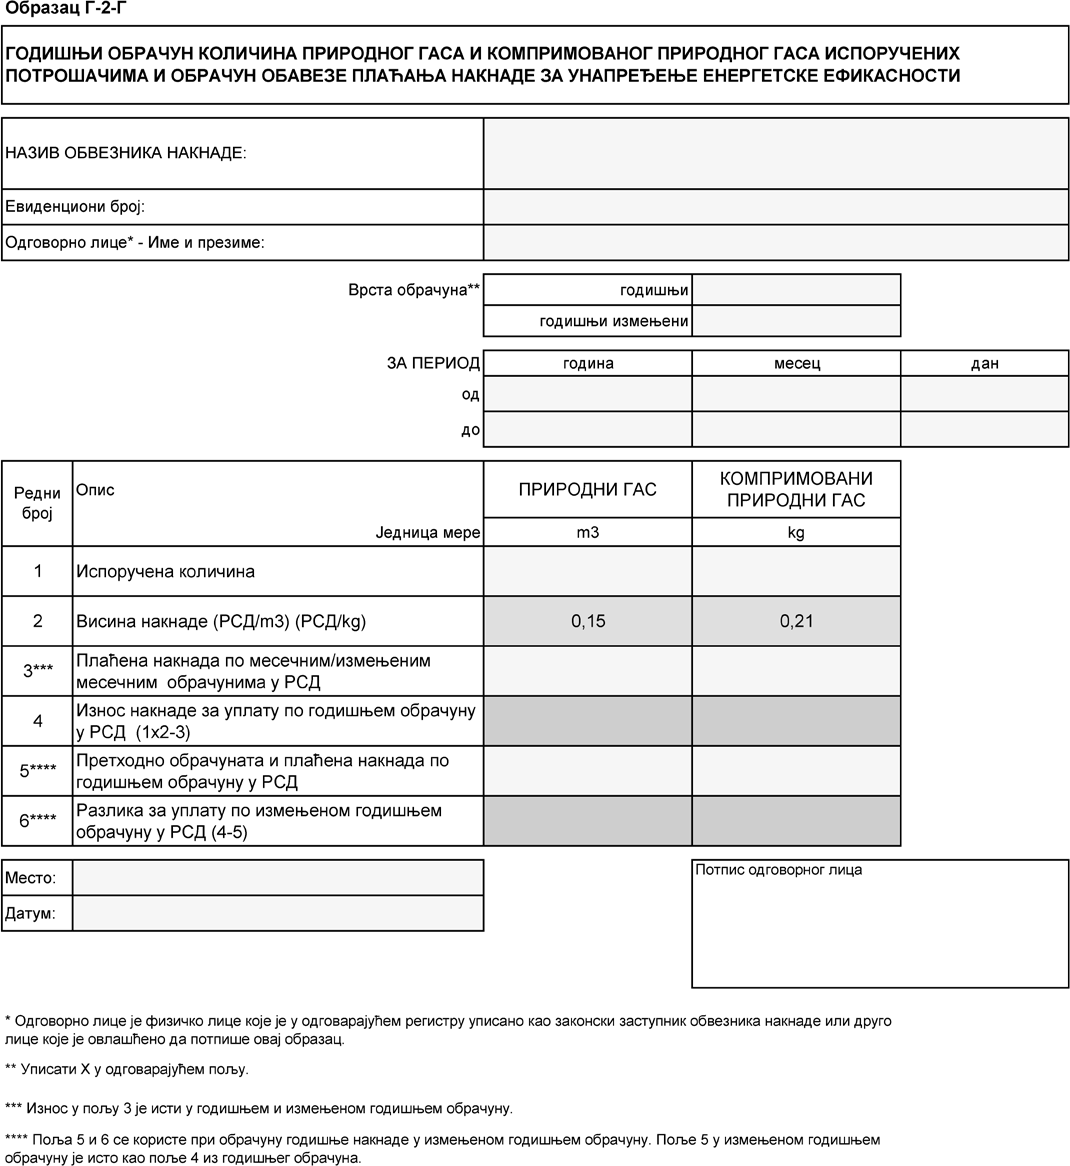 Образац Г-2-Г
ГОДИШЊИ ОБРАЧУН КОЛИЧИНА ПРИРОДНОГ ГАСА И КОМПРИМОВАНОГ ПРИРОДНОГ ГАСА ИСПОРУЧЕНИХ
ПОТРОШАЧИМА И ОБРАЧУН ОБАВЕЗЕ ПЛАЋАЊА НАКНАДЕ ЗА УНАПРЕЂЕЊЕ ЕНЕРГЕТСКЕ ЕФИКАСНОСТИ
НАЗИВ ОБВЕЗНИКА НАКНАДЕ:
Евиденциони број:
Одговорно лице* - Име и презиме:
Врста обрачуна** годишњи
годишњи измењени
ЗА ПЕРИОД година месец дан
од
до
Редни број Опис ПРИРОДНИ ГАС КОМПРИМОВАНИ ПРИРОДНИ ГАС
Једница мере m3 kg
1 Испоручена количина
2 Висина накнаде (РСД/m3) (РСД/kg) 0,15 0,21
3*** Плаћена накнада по месечним/измењеним
месечним обрачунима у РСД
4 Износ накнаде за уплату по годишњем обрачуну
у РСД (1x2-3)
5**** Претходно обрачуната и плаћена накнада по
годишњем обрачуну у РСД
6**** Разлика за уплату по измењеном годишњем
обрачуну у РСД (4-5)
Место:
Датум:
Потпис одговорног лица
* Одговорно лице је физичко лице које је у одговарајућем регистру уписано као законски заступник обвезника накнаде или друго
лице које је овлашћено да потпише овај образац.
** Уписати X у одговарајућем пољу.
*** Износ у пољу 3 је исти у годишњем и измењеном годишњем обрачуну.
**** Поља 5 и 6 се користе при обрачуну годишње накнаде у измењеном годишњем обрачуну. Поље 5 у измењеном годишњем
обрачуну је исто као поље 4 из годишњег обрачуна.